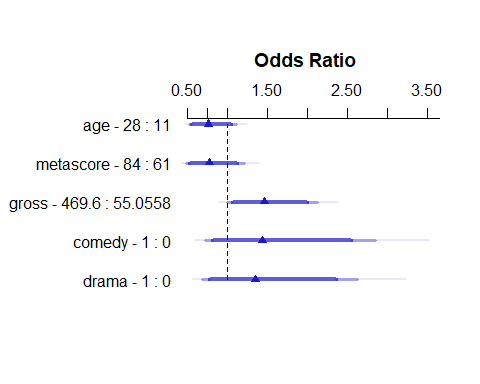 Odds Ratio
0.50 1.50 2.50 3.50
age - 28 : 11
metascore - 84 : 61
gross - 469.6 : 55.0558
comedy - 1 : 0
drama - 1 : 0